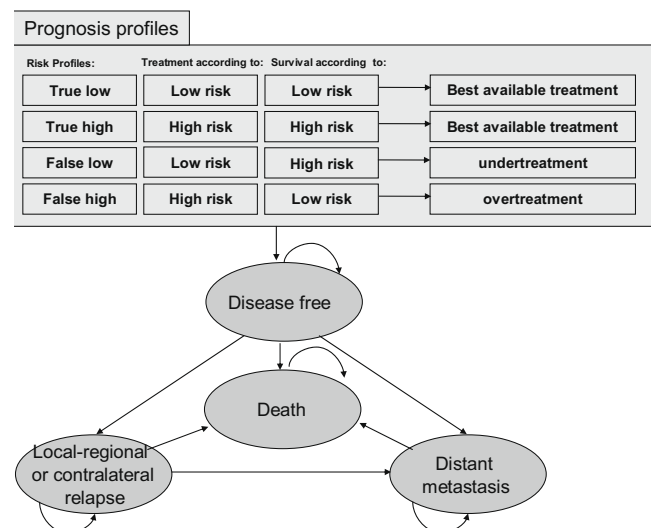 Prognosis profiles
Risk Profiles: Treatment according to: Survival according to:
True low Low risk Low risk Best available treatment
True high High risk High risk Best available treatment
False low Low risk High risk undertreatment
False high High risk Low risk overtreatment
Disease free
Death
Local-regional
or contralateral
relapse
Distant
metastasis